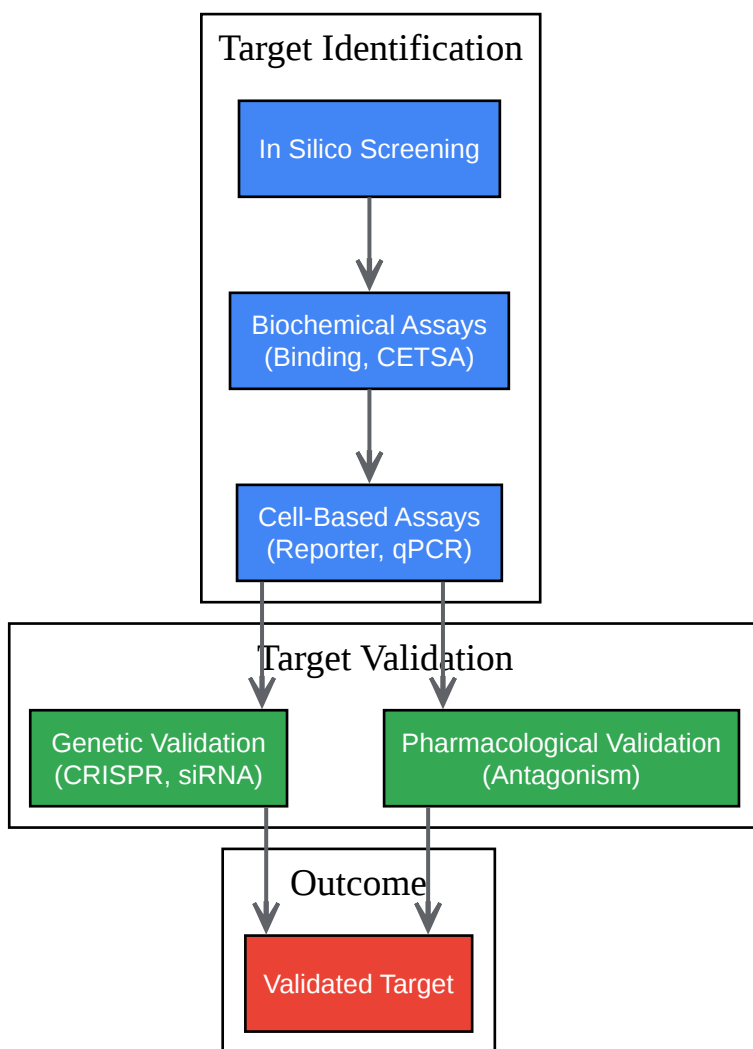 Target Identification
In Silico Screening
Biochemical Assays
(Binding, CETSA)
Cell-Based Assays
(Reporter, qPCR)
Target Validation
Genetic Validation
(CRISPR, siRNA)
Pharmacological Validation
(Antagonism)
Outcome
Validated Target